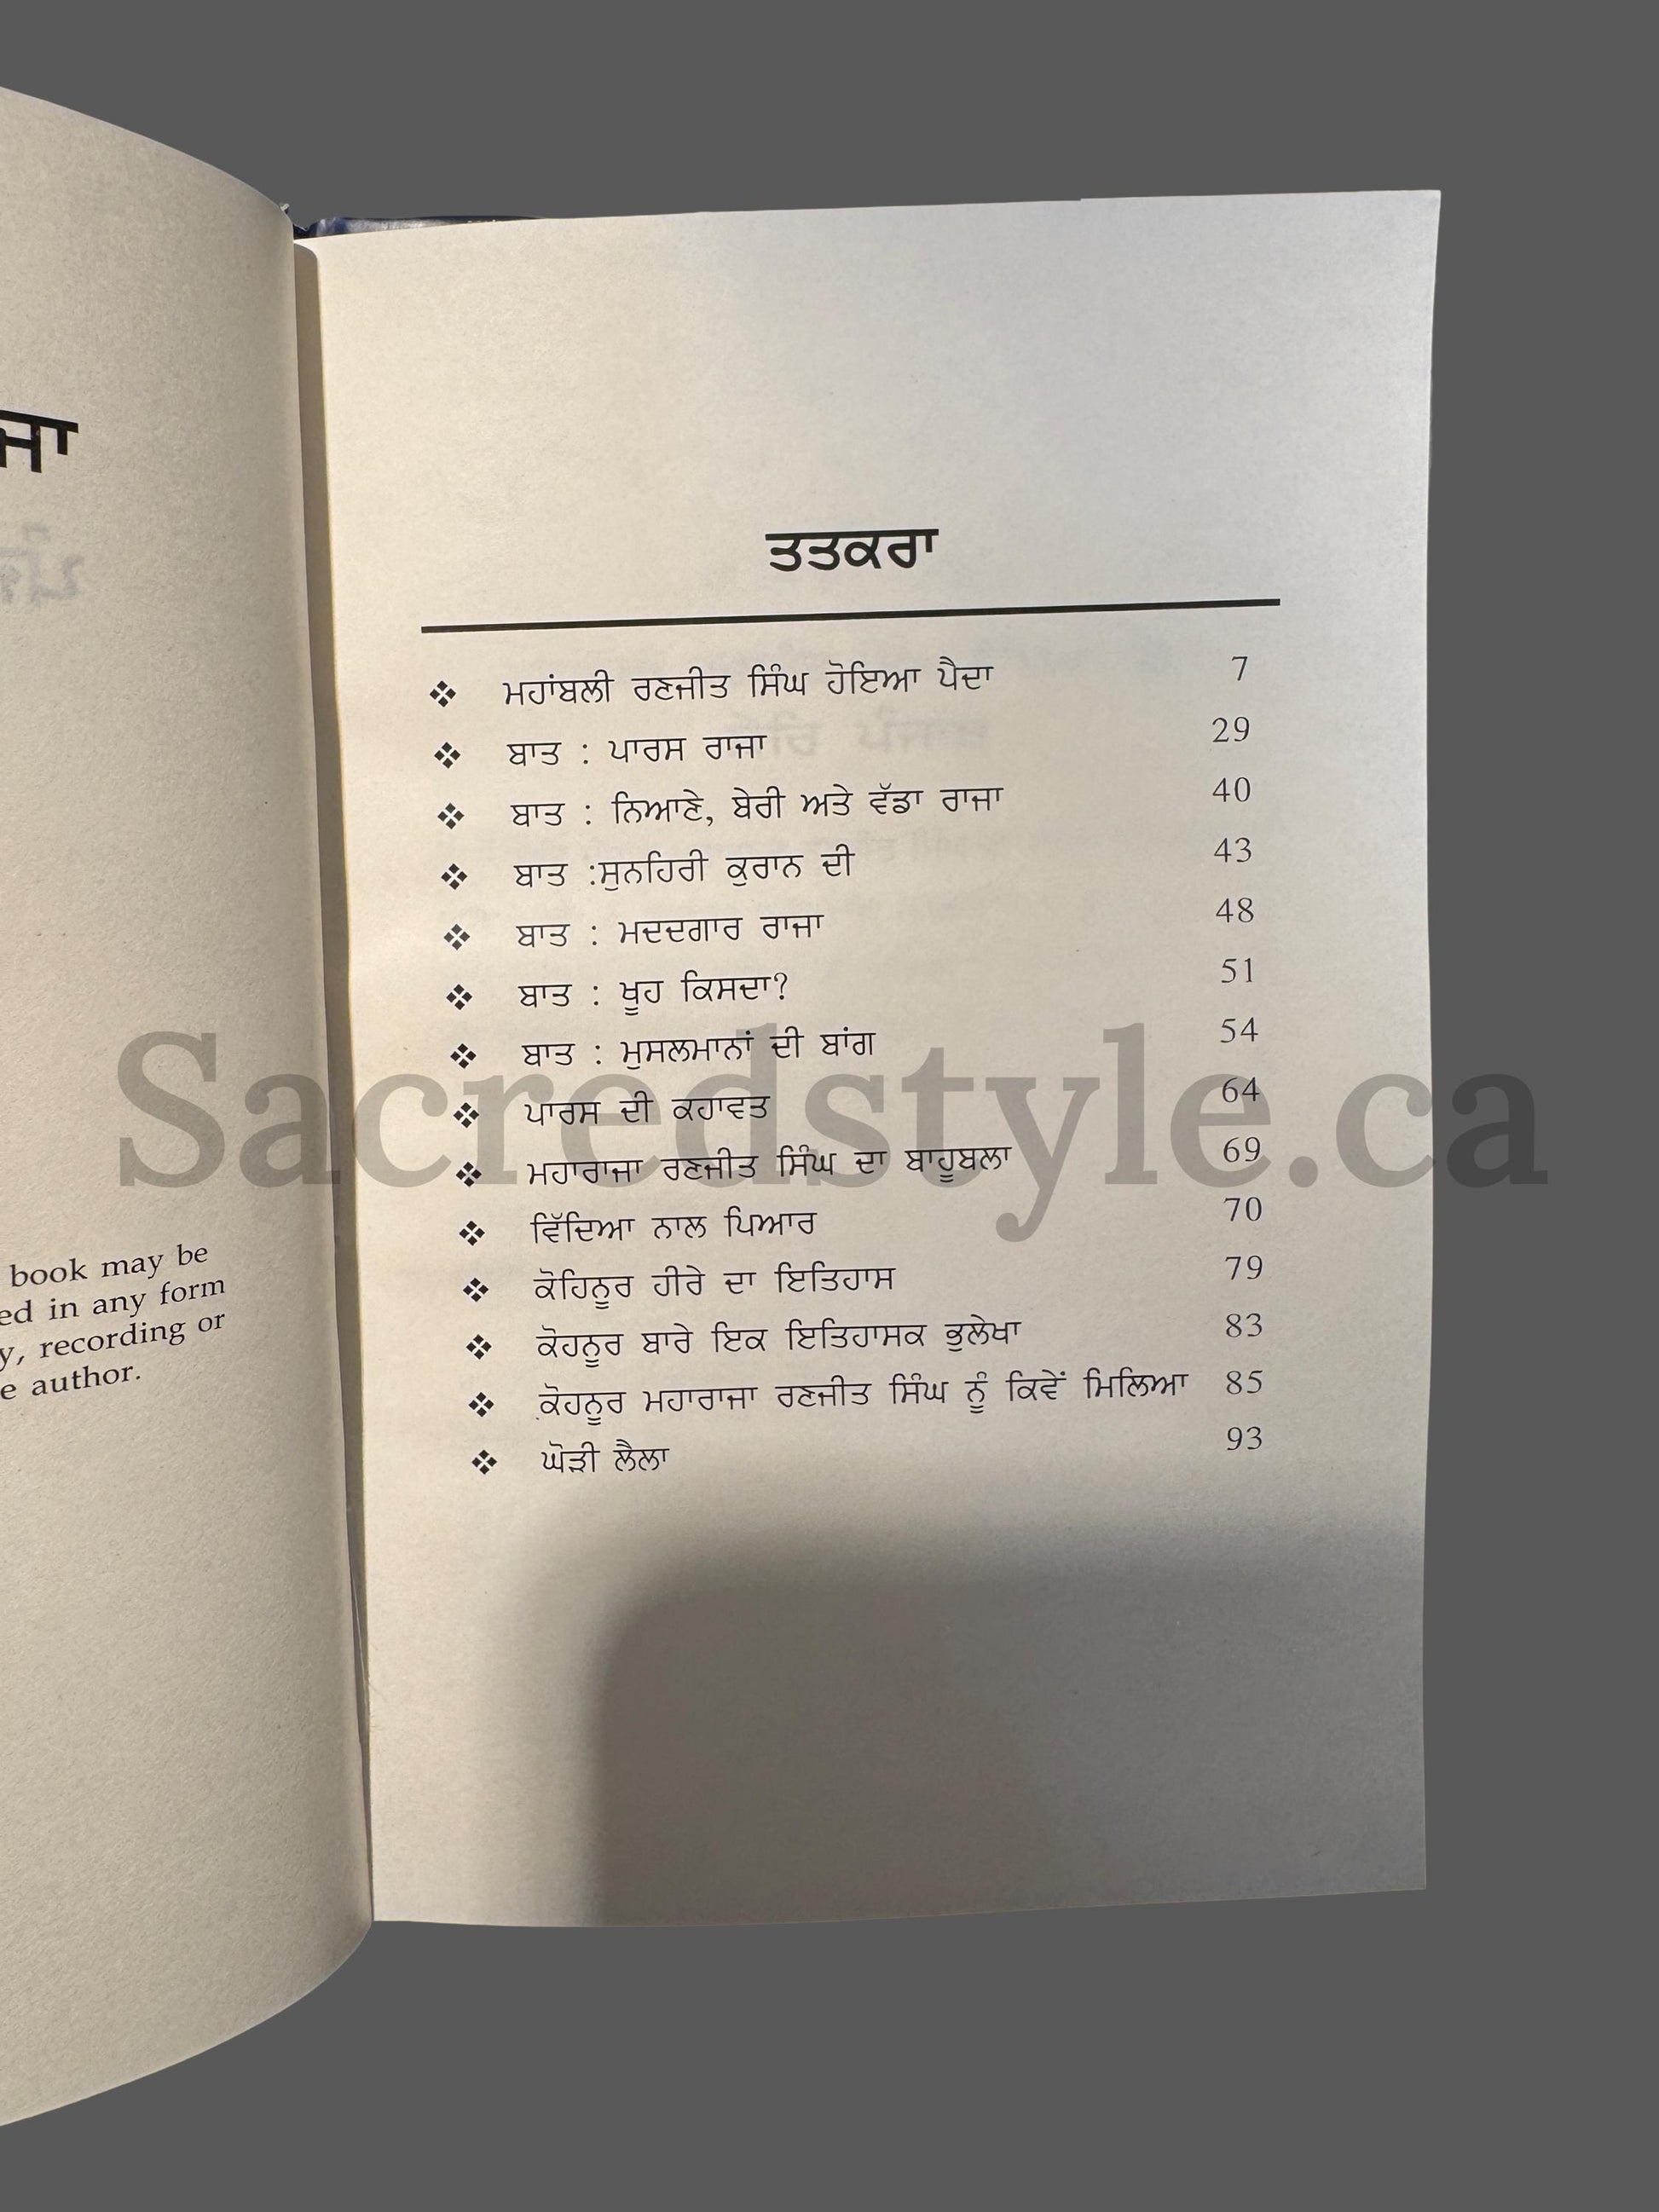 ਜਾ
book may be
ed in any form
y, recording or
e author.
ਤਤਕਰਾ
❖ ਮਹਾਂਬਲੀ ਰਣਜੀਤ ਸਿੰਘ ਹੋਇਆ ਪੈਦਾ 7
❖ ਬਾਤ : ਪਾਰਸ ਰਾਜਾ 29
❖ ਬਾਤ : ਨਿਆਣੇ, ਬੇਰੀ ਅਤੇ ਵੱਡਾ ਰਾਜਾ 40
❖ ਬਾਤ :ਸੁਨਹਿਰੀ ਕੁਰਾਨ ਦੀ 43
❖ ਬਾਤ : ਮਦਦਗਾਰ ਰਾਜਾ 48
❖ ਬਾਤ : ਖੂਹ ਕਿਸਦਾ? 51
❖ ਬਾਤ : ਮੁਸਲਮਾਨਾਂ ਦੀ ਬਾਂਗ 54
❖ ਪਾਰਸ ਦੀ ਕਹਾਵਤ 64
❖ ਮਹਾਰਾਜਾ ਰਣਜੀਤ ਸਿੰਘ ਦਾ ਬਾਹੂਬਲਾ 69
❖ ਵਿੱਦਿਆ ਨਾਲ ਪਿਆਰ 70
❖ ਕੋਹਿਨੂਰ ਹੀਰੇ ਦਾ ਇਤਿਹਾਸ 79
❖ ਕੋਹਨੂਰ ਬਾਰੇ ਇਕ ਇਤਿਹਾਸਕ ਭੁਲੇਖਾ 83
❖ ਕੋਹਨੂਰ ਮਹਾਰਾਜਾ ਰਣਜੀਤ ਸਿੰਘ ਨੂੰ ਕਿਵੇਂ ਮਿਲਿਆ 85
❖ ਘੋੜੀ ਲੈਲਾ 93
Sacredstyle.ca